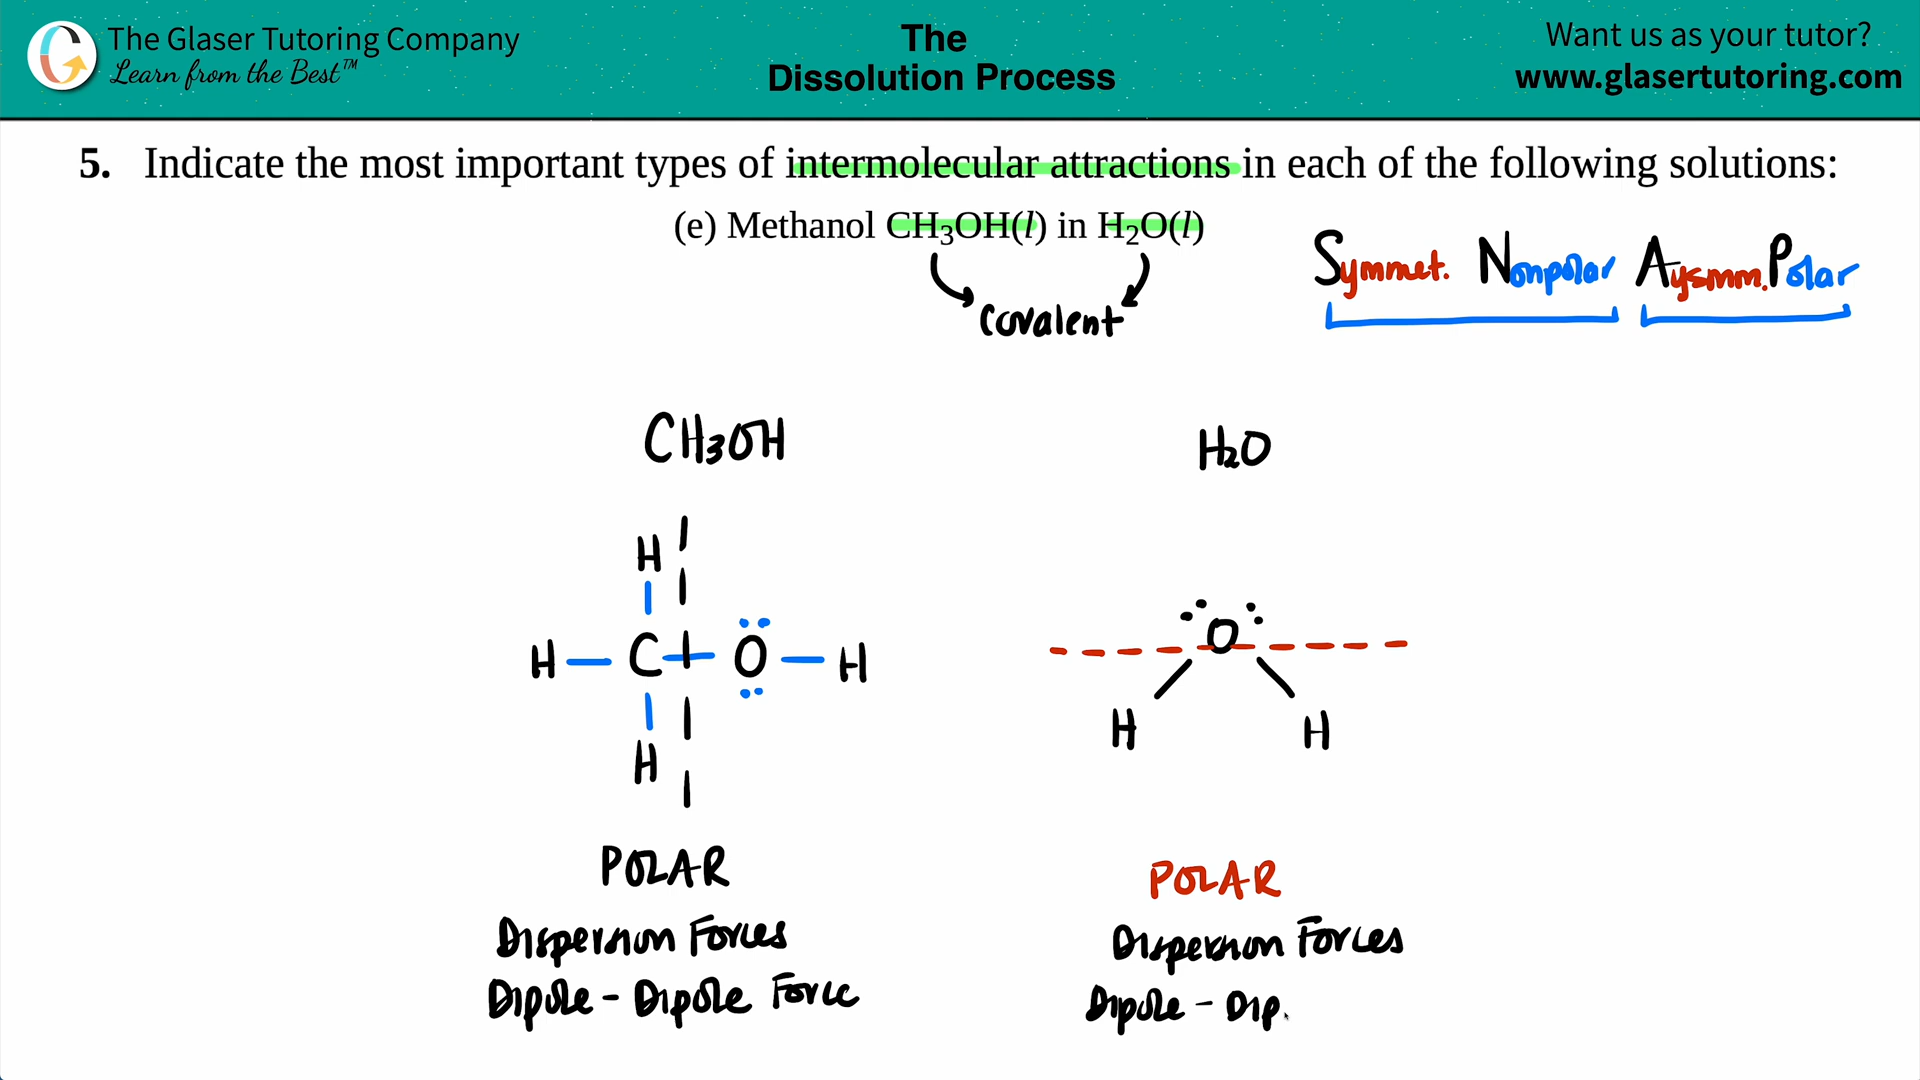 The Glaser Tutoring Company
Learn from the Best™
The
Dissolution Process
Want us as your tutor?
www.glasertutoring.com
5. Indicate the most important types of intermolecular attractions in each of the following solutions:
(e) Methanol CH₃OH(l) in H₂O(l)
Symmet. Nonpolar Aysmm. Polar
Covalent
CH₃OH
H₂O
H
H C O H
H
O
H H
POLAR
Dispersion Forces
Dipole - Dipole Force
POLAR
Dispersion Forces
Dipole - Dip.